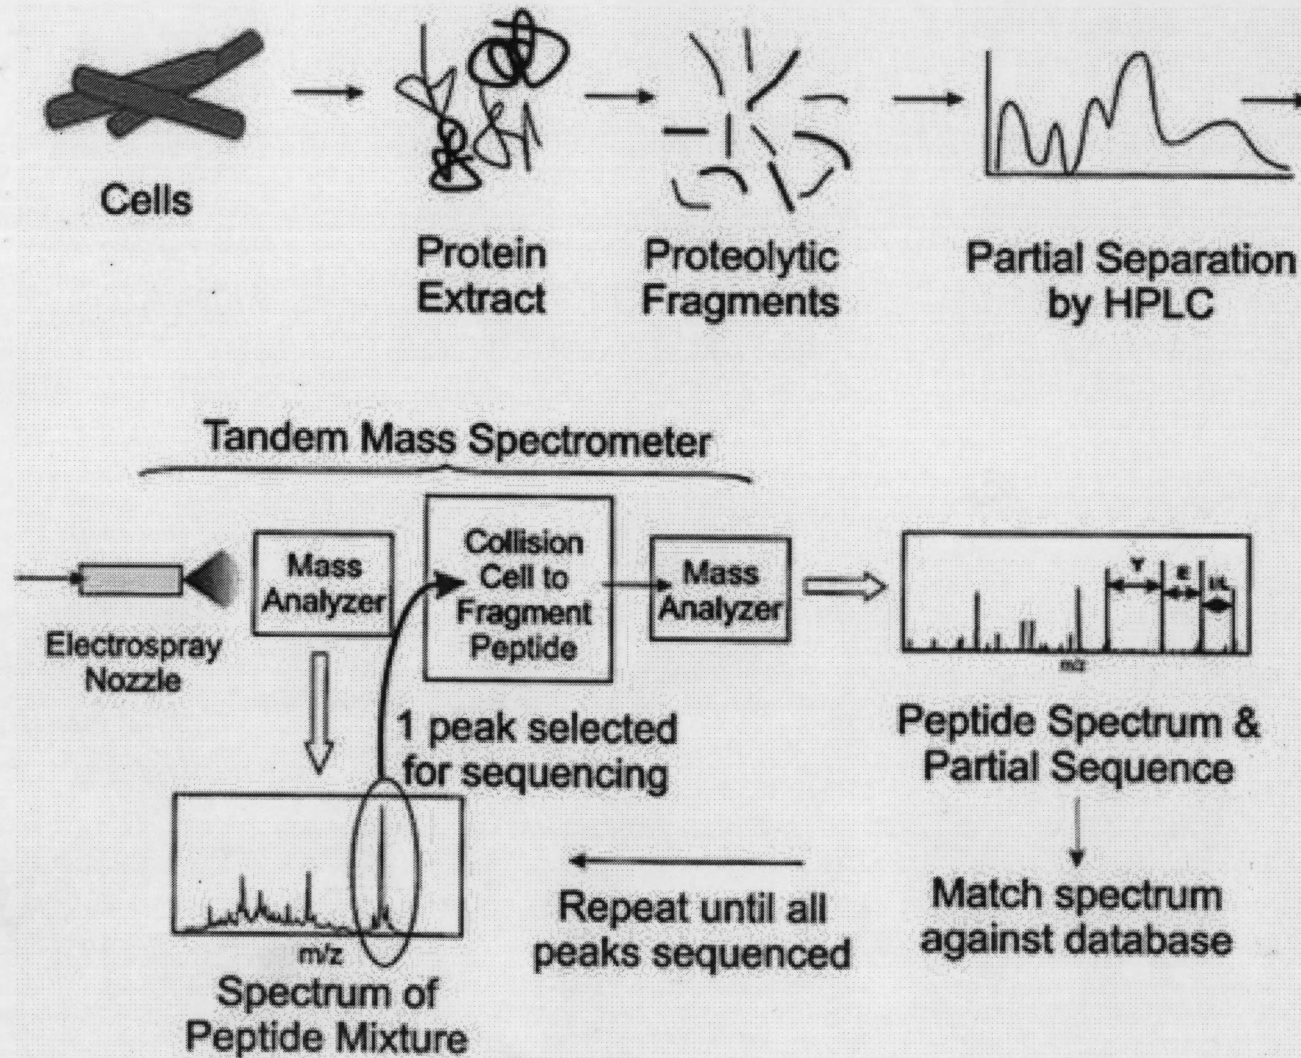 Cells
Protein
Extract
Proteolytic
Fragments
Partial Separation
by HPLC
Tandem Mass Spectrometer
Electrospray
Nozzle
Mass
Analyzer
Collision
Cell to
Fragment
Peptide
Mass
Analyzer
1 peak selected
for sequencing
m/z
Spectrum of
Peptide Mixture
Y
E
I/L
m/z
Peptide Spectrum &
Partial Sequence
Match spectrum
against database
Repeat until all
peaks sequenced